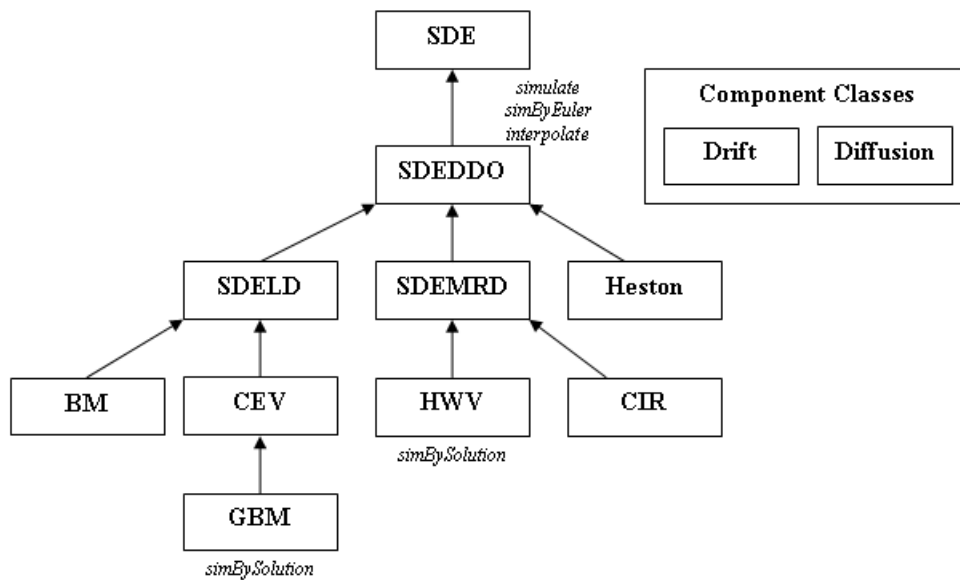 SDE
simulate
simByEuler
interpolate
Component Classes
Drift
Diffusion
SDEDDO
SDELD
SDEMRD
Heston
BM
CEV
HWV
CIR
simBySolution
GBM
simBySolution